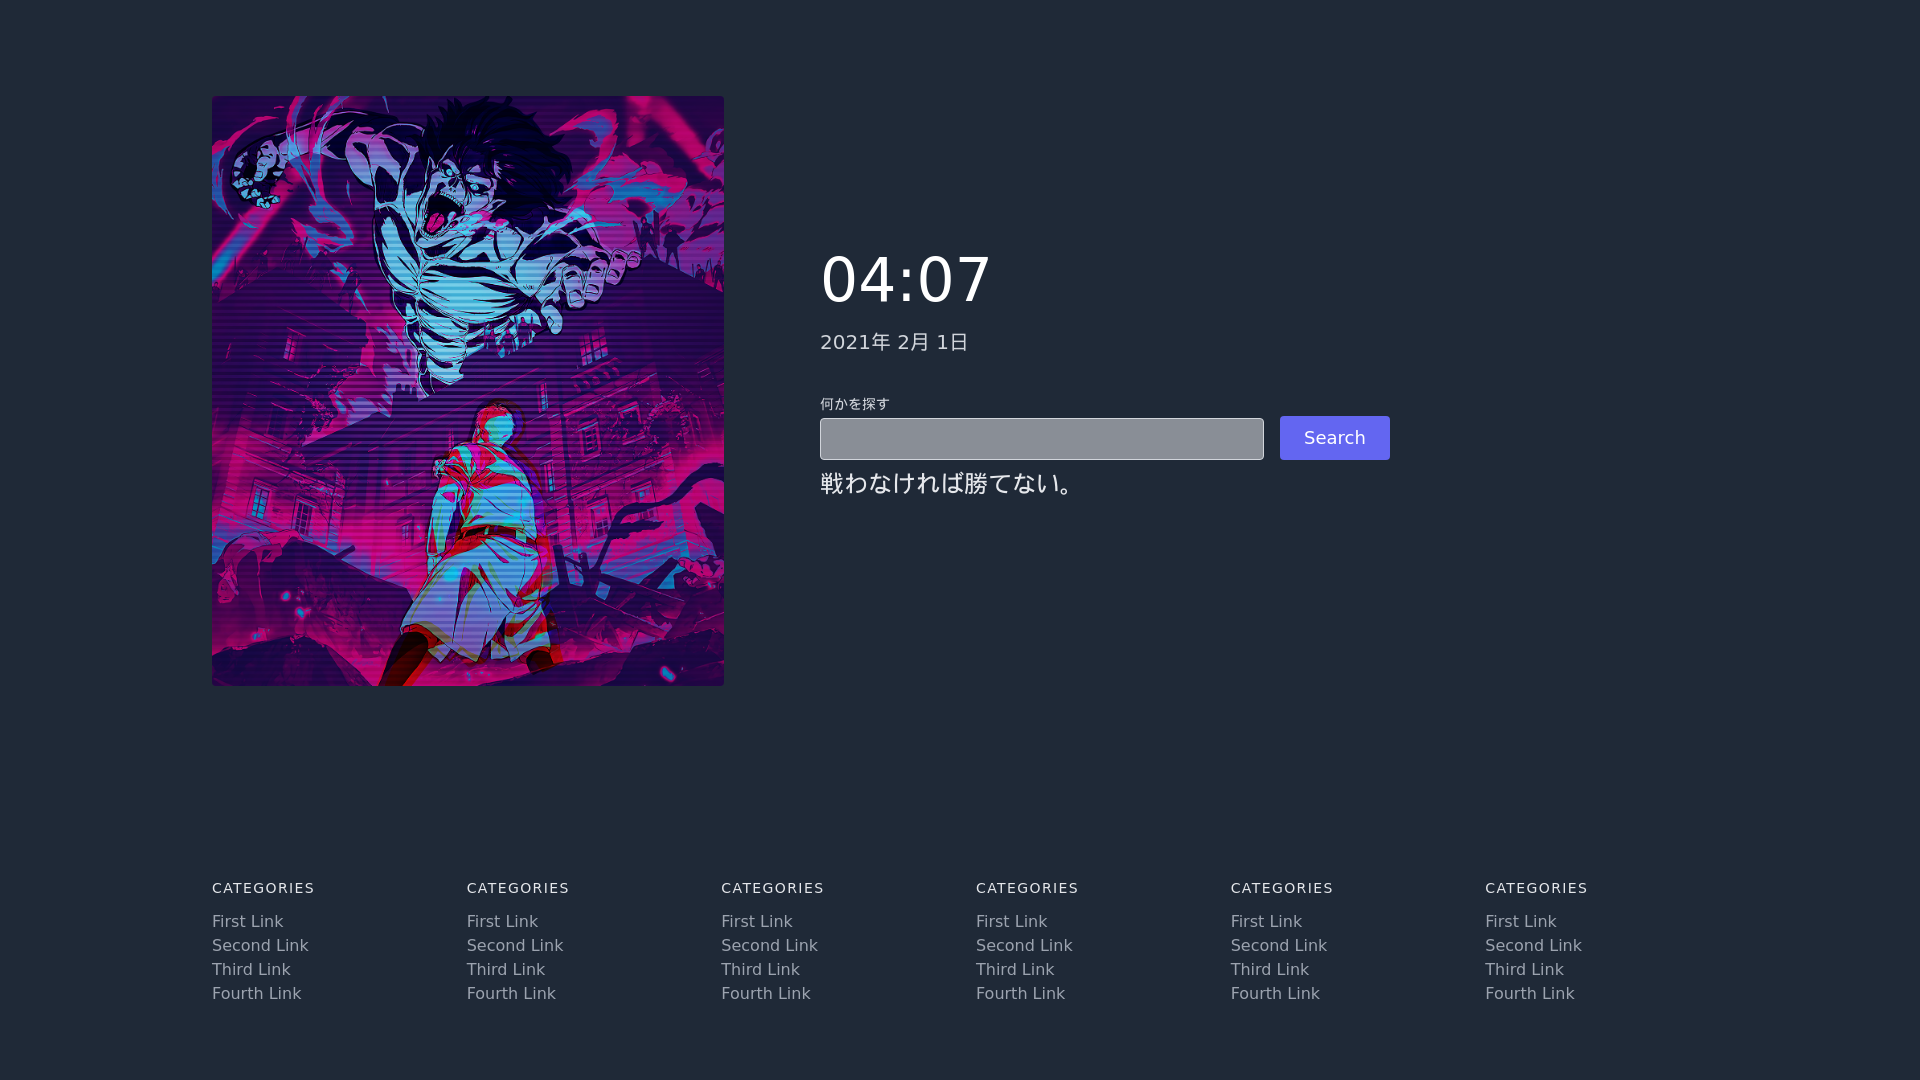 04:07
2021年 2月 1日
何かを探す
Search
戦わなければ勝てない。
CATEGORIES
First Link
Second Link
Third Link
Fourth Link
CATEGORIES
First Link
Second Link
Third Link
Fourth Link
CATEGORIES
First Link
Second Link
Third Link
Fourth Link
CATEGORIES
First Link
Second Link
Third Link
Fourth Link
CATEGORIES
First Link
Second Link
Third Link
Fourth Link
CATEGORIES
First Link
Second Link
Third Link
Fourth Link